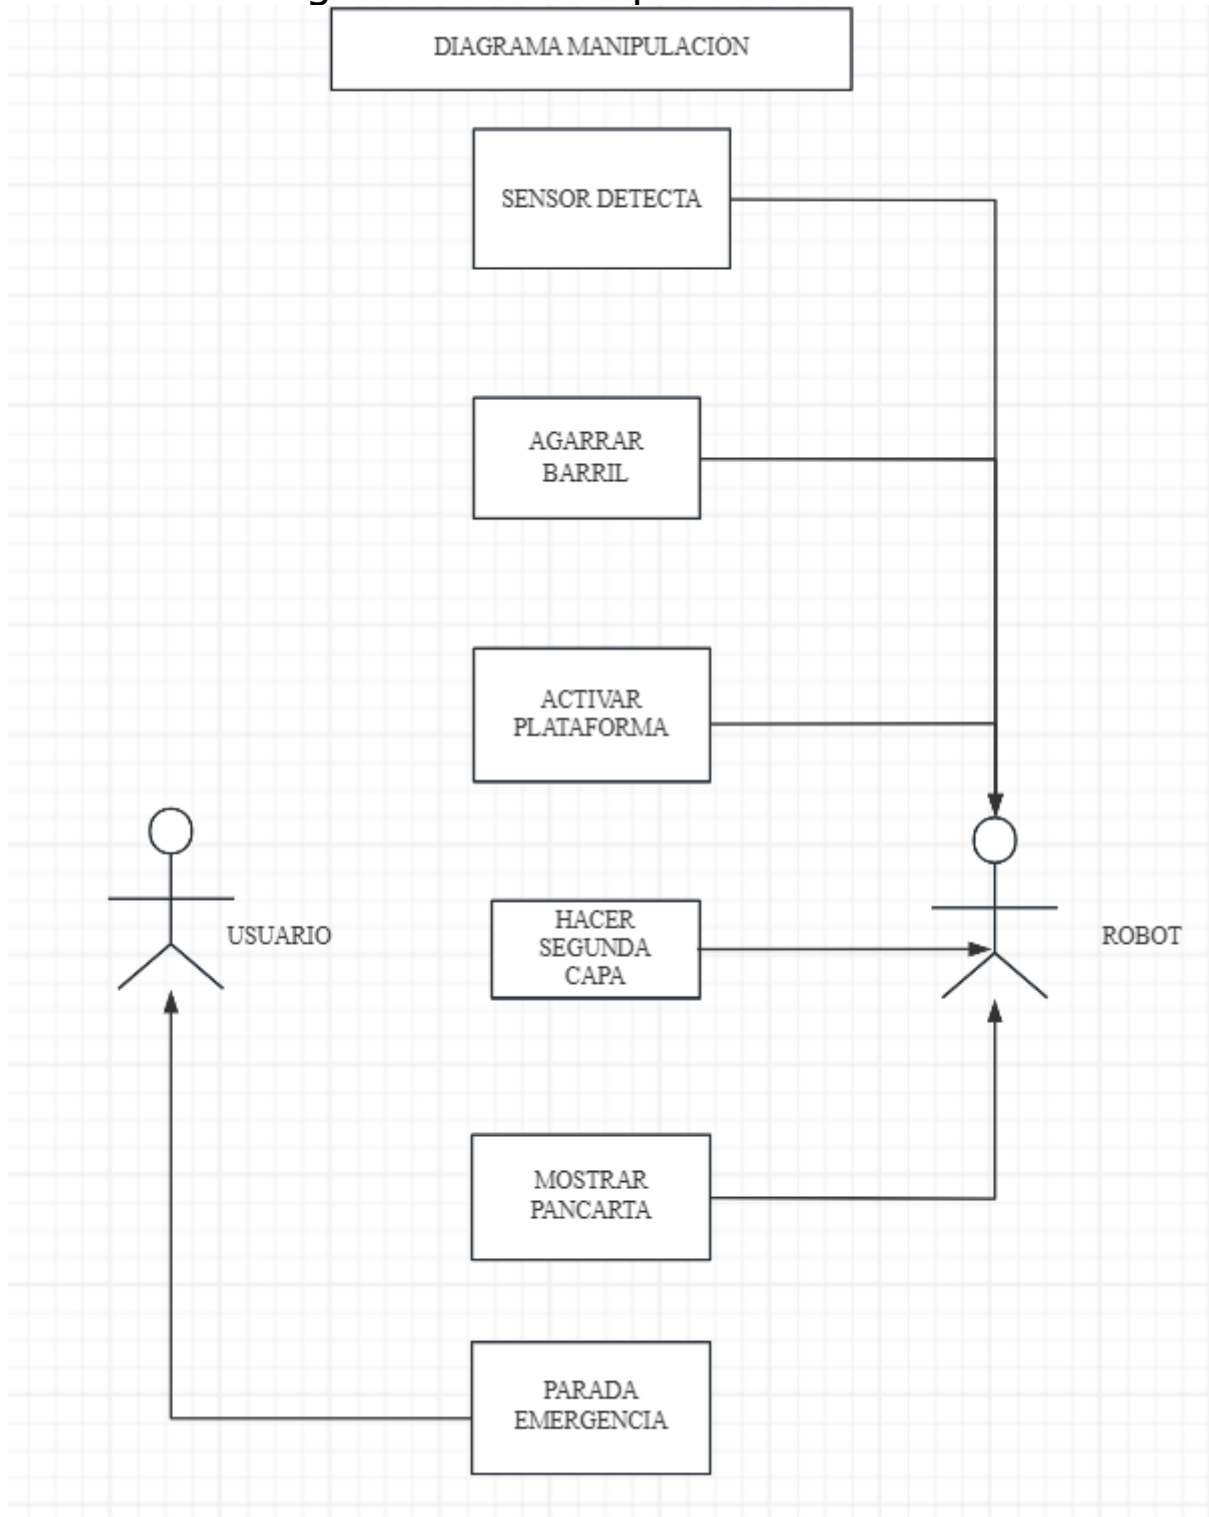 DIAGRAMA MANIPULACIÓN
SENSOR DETECTA
AGARRAR
BARRIL
ACTIVAR
PLATAFORMA
USUARIO
HACER
SEGUNDA
CAPA
ROBOT
MOSTRAR
PANCARTA
PARADA
EMERGENCIA